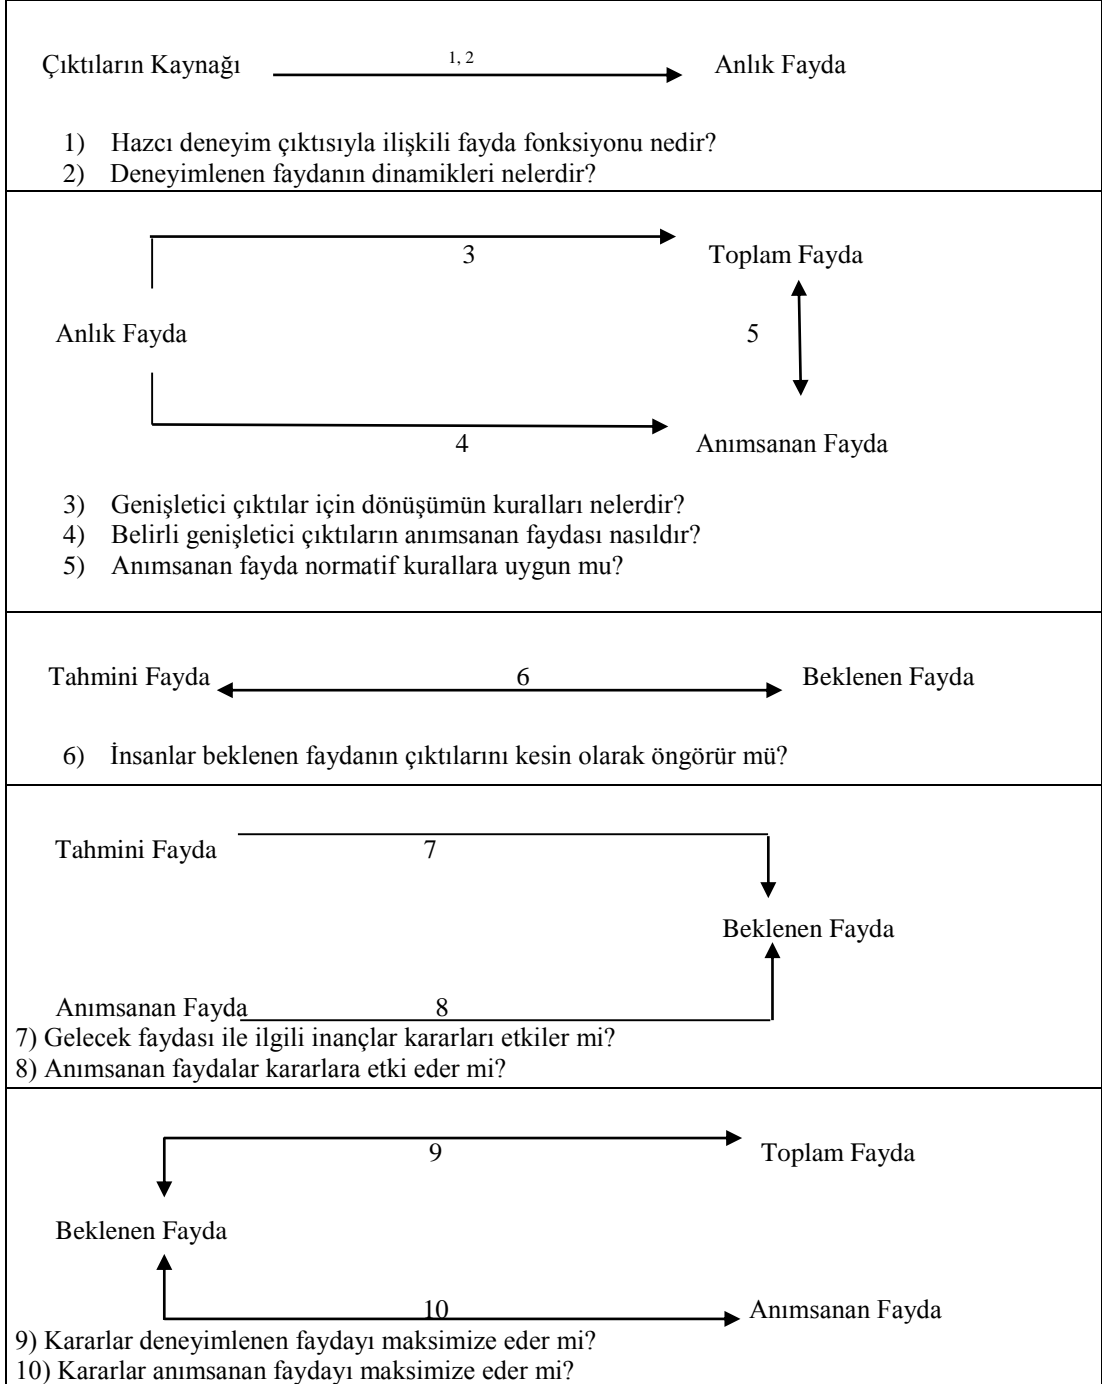 Çıktıların Kaynağı 1, 2 Anlık Fayda
1) Hazcı deneyim çıktısıyla ilişkili fayda fonksiyonu nedir?
2) Deneyimlenen faydanın dinamikleri nelerdir?
3 Toplam Fayda
Anlık Fayda 5
4 Anımsanan Fayda
3) Genişletici çıktılar için dönüşümün kuralları nelerdir?
4) Belirli genişletici çıktıların anımsanan faydası nasıldır?
5) Anımsanan fayda normatif kurallara uygun mu?
Tahmini Fayda 6 Beklenen Fayda
6) İnsanlar beklenen faydanın çıktılarını kesin olarak öngörür mü?
Tahmini Fayda 7
Beklenen Fayda
Anımsanan Fayda 8
7) Gelecek faydası ile ilgili inançlar kararları etkiler mi?
8) Anımsanan faydalar kararlara etki eder mi?
9 Toplam Fayda
Beklenen Fayda
10 Anımsanan Fayda
9) Kararlar deneyimlenen faydayı maksimize eder mi?
10) Kararlar anımsanan faydayı maksimize eder mi?